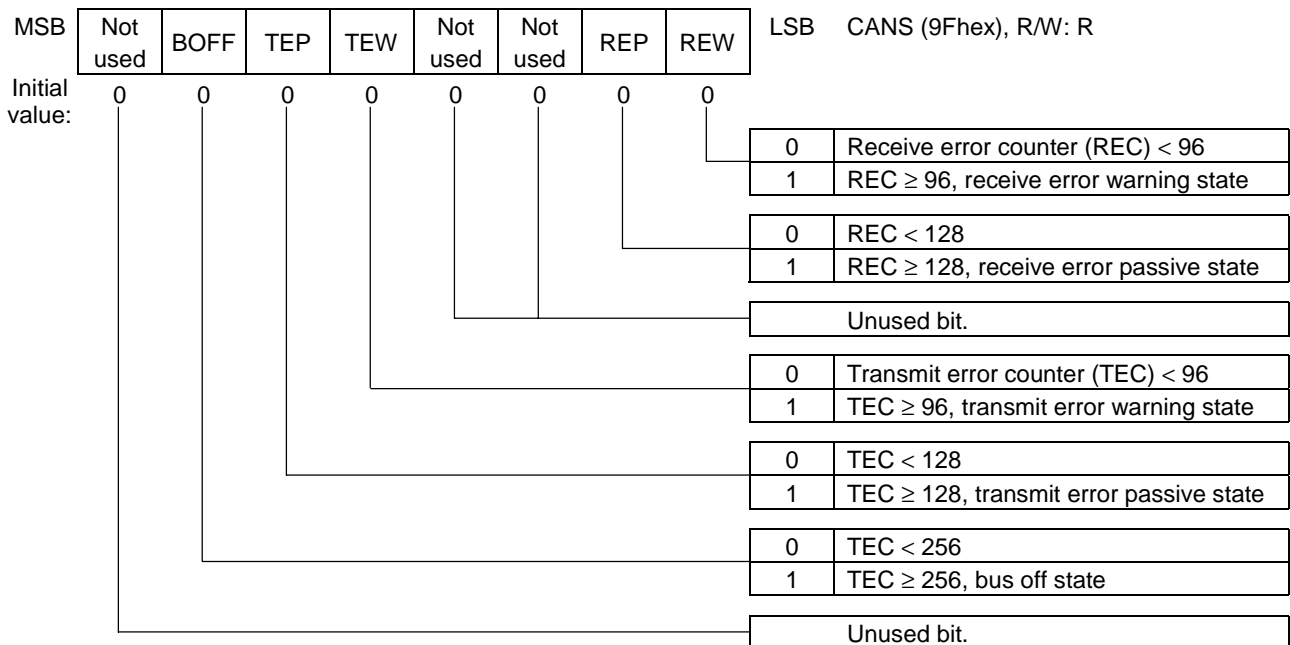 MSB Not used BOFF TEP TEW Not used Not used REP REW LSB CANS (9Fhex), R/W: R
Initial value: 0 0 0 0 0 0 0 0
0 Receive error counter (REC) < 96
1 REC ≥ 96, receive error warning state
0 REC < 128
1 REC ≥ 128, receive error passive state
Unused bit.
0 Transmit error counter (TEC) < 96
1 TEC ≥ 96, transmit error warning state
0 TEC < 128
1 TEC ≥ 128, transmit error passive state
0 TEC < 256
1 TEC ≥ 256, bus off state
Unused bit.